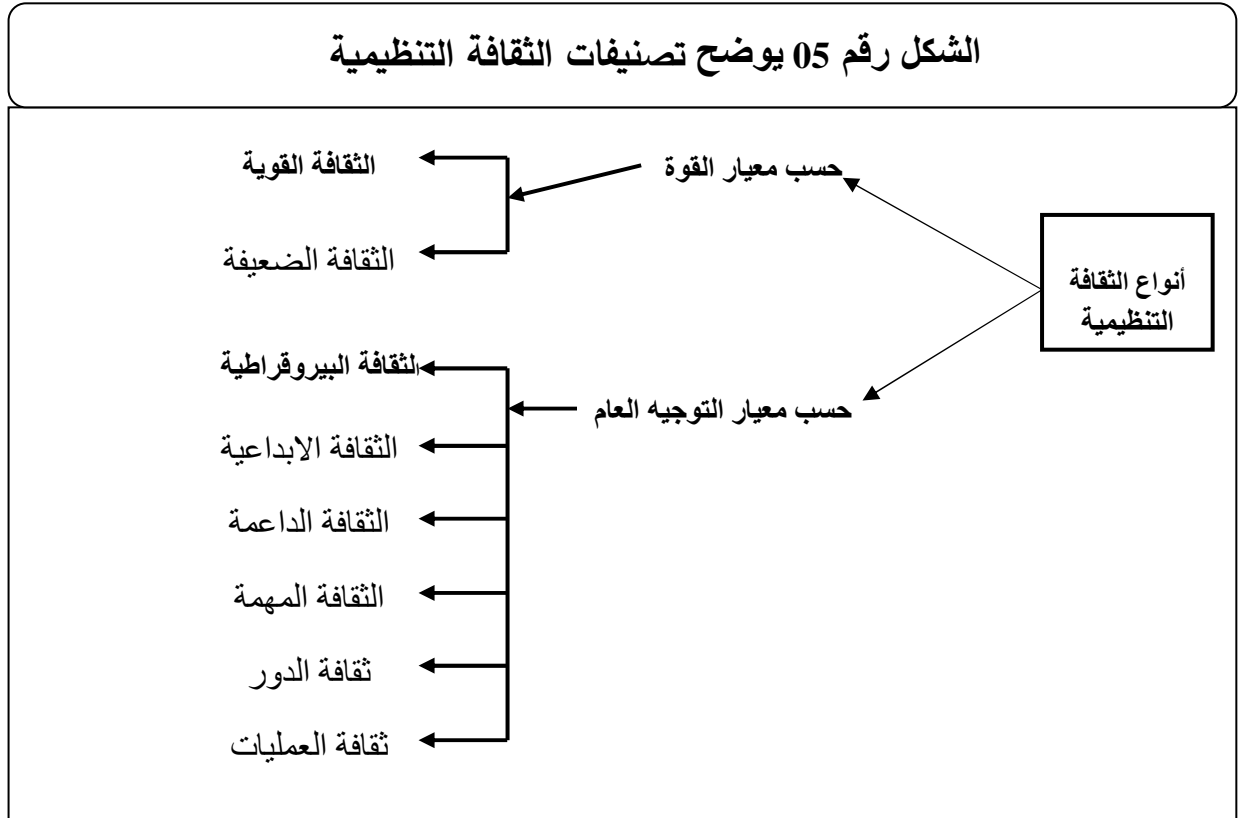 الشكل رقم 05 يوضح تصنيفات الثقافة التنظيمية
أنواع الثقافة
التنظيمية
حسب معيار القوة
الثقافة القوية
الثقافة الضعيفة
حسب معيار التوجيه العام
الثقافة البيروقراطية
الثقافة الابداعية
الثقافة الداعمة
الثقافة المهمة
ثقافة الدور
ثقافة العمليات